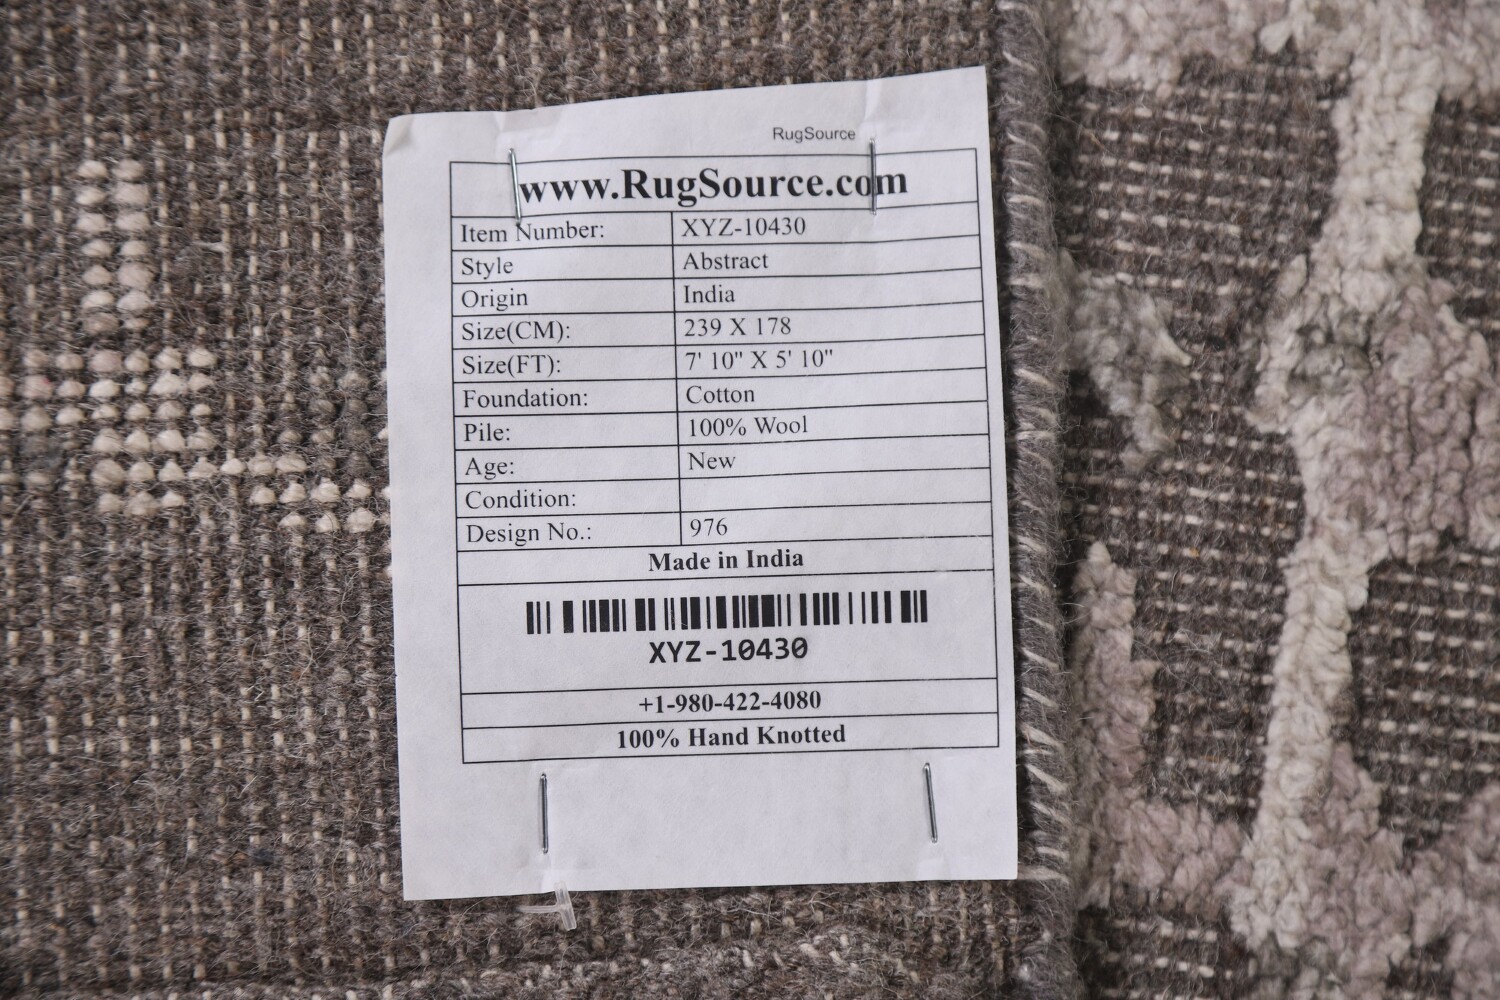 RugSource
www.RugSource.com
Item Number: XYZ-10430
Style Abstract
Origin India
Size(CM): 239 X 178
Size(FT): 7' 10" X 5' 10"
Foundation: Cotton
Pile: 100% Wool
Age: New
Condition:
Design No.: 976
Made in India
XYZ-10430
+1-980-422-4080
100% Hand Knotted